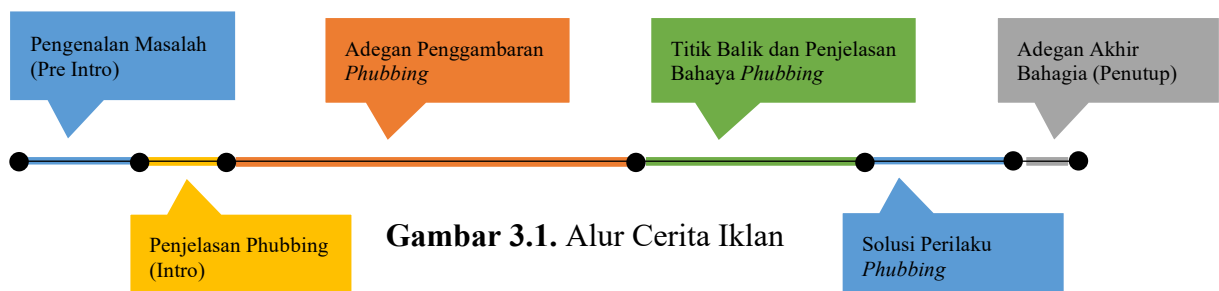 Pengenalan Masalah
(Pre Intro)
Adegan Penggambaran
Phubbing
Titik Balik dan Penjelasan
Bahaya Phubbing
Adegan Akhir
Bahagia (Penutup)
Penjelasan Phubbing
(Intro)
Gambar 3.1. Alur Cerita Iklan
Solusi Perilaku
Phubbing